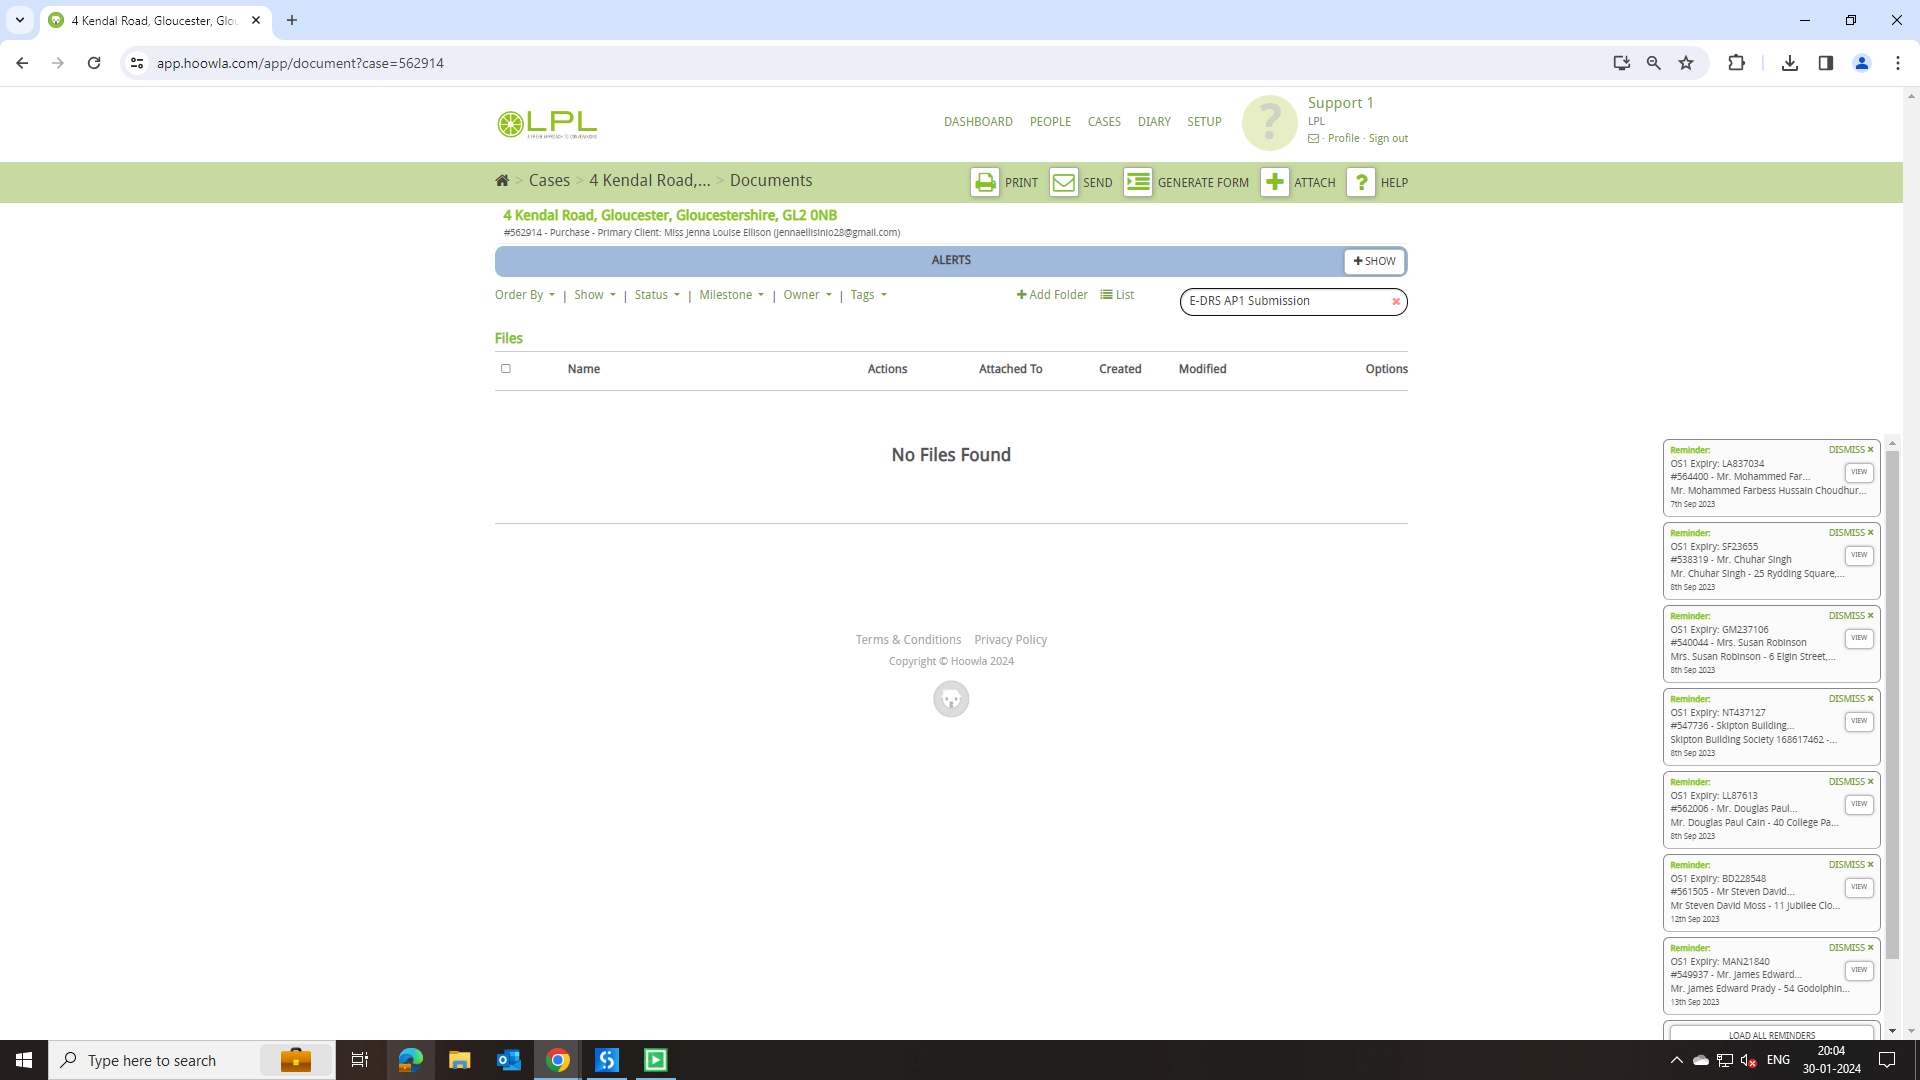 4 Kendal Road, Gloucester, Glou
app.hoowla.com/app/document?case=562914
LPL
A FRESH APPROACH TO CONVEYANCING
DASHBOARD PEOPLE CASES DIARY SETUP
?
Support 1
LPL
· Profile · Sign out
> Cases > 4 Kendal Road,... > Documents
PRINT SEND GENERATE FORM ATTACH ? HELP
4 Kendal Road, Gloucester, Gloucestershire, GL2 0NB
#562914 - Purchase - Primary Client: Miss Jenna Louise Ellison (jennaellisinio28@gmail.com)
ALERTS
SHOW
Order By | Show | Status | Milestone | Owner | Tags
Add Folder List
E-DRS AP1 Submission
Files
Name Actions Attached To Created Modified Options
No Files Found
Terms & Conditions Privacy Policy
Copyright © Hoowla 2024
Reminder: DISMISS
OS1 Expiry: LA837034
#564400 - Mr. Mohammed Far...
VIEW
Mr. Mohammed Farbess Hussain Choudhur...
7th Sep 2023
Reminder: DISMISS
OS1 Expiry: SF23655
#538319 - Mr. Chuhar Singh
VIEW
Mr. Chuhar Singh - 25 Rydding Square,...
8th Sep 2023
Reminder: DISMISS
OS1 Expiry: GM237106
#540044 - Mrs. Susan Robinson
VIEW
Mrs. Susan Robinson - 6 Elgin Street,...
8th Sep 2023
Reminder: DISMISS
OS1 Expiry: NT437127
#547736 - Skipton Building...
VIEW
Skipton Building Society 168617462 -...
8th Sep 2023
Reminder: DISMISS
OS1 Expiry: LL87613
#562006 - Mr. Douglas Paul...
VIEW
Mr. Douglas Paul Cain - 40 College Pa...
8th Sep 2023
Reminder: DISMISS
OS1 Expiry: BD228548
#561505 - Mr Steven David...
VIEW
Mr Steven David Moss - 11 Jubilee Clo...
12th Sep 2023
Reminder: DISMISS
OS1 Expiry: MAN21840
#549937 - Mr. James Edward...
VIEW
Mr. James Edward Prady - 54 Godolphin...
13th Sep 2023
LOAD ALL REMINDERS
Type here to search
ENG
20:04
30-01-2024